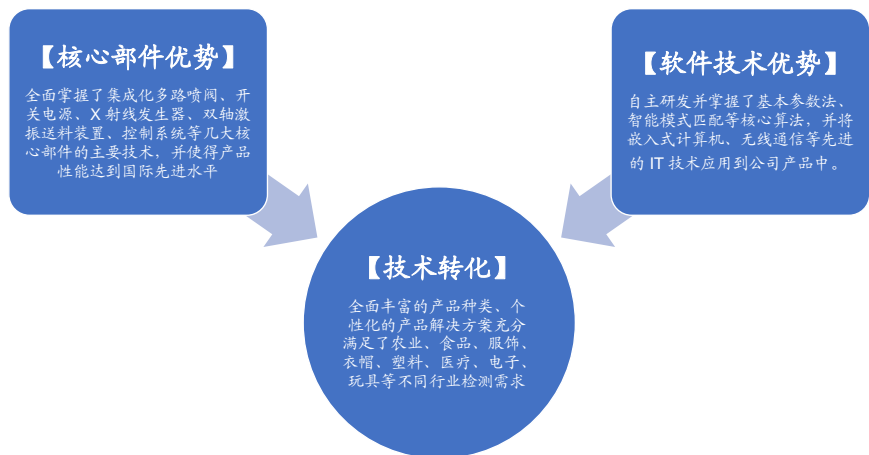 【核心部件优势】
全面掌握了集成化多路喷阀、开
关电源、X 射线发生器、双轴激
振送料装置、控制系统等几大核
心部件的主要技术，并使得产品
性能达到国际先进水平
【软件技术优势】
自主研发并掌握了基本参数法、
智能模式匹配等核心算法，并将
嵌入式计算机、无线通信等先进
的 IT 技术应用到公司产品中。
【技术转化】
全面丰富的产品种类、个
性化的产品解决方案充分
满足了农业、食品、服饰、
衣帽、塑料、医疗、电子、
玩具等不同行业检测需求